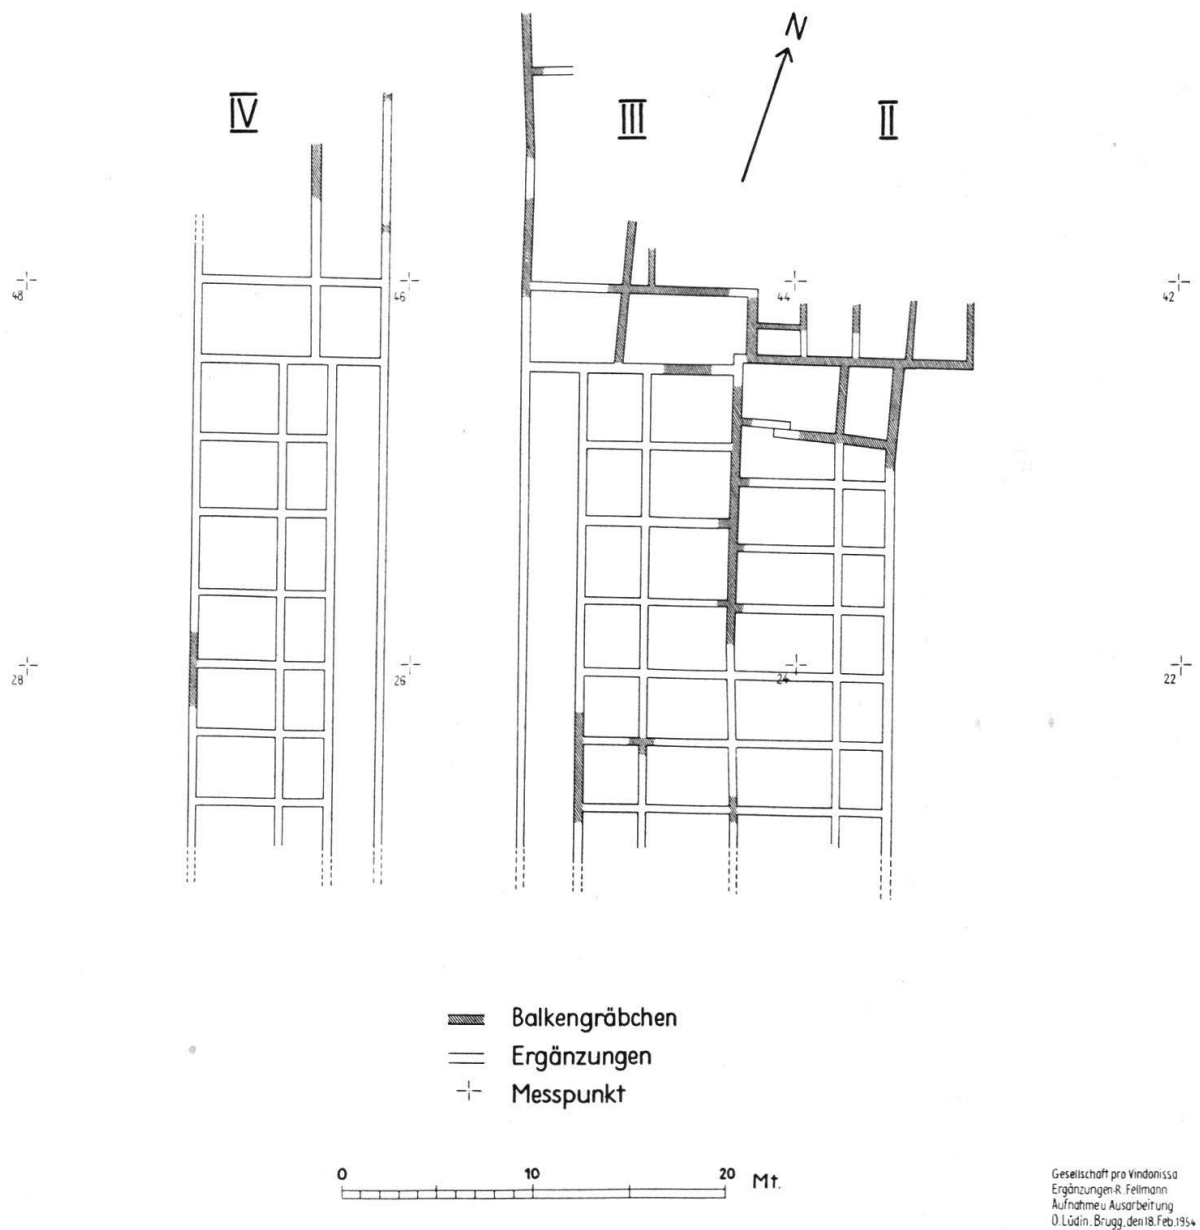 N
IV
III
II
48
46
44
42
28
26
24
22
Balkengräbchen
Ergänzungen
Messpunkt
0 10 20 Mt.
Gesellschaft pro Vindonissa
Ergänzungen: R. Fellmann
Aufnahme u Ausarbeitung
O. Lüdin. Brugg, den 18. Feb. 1954